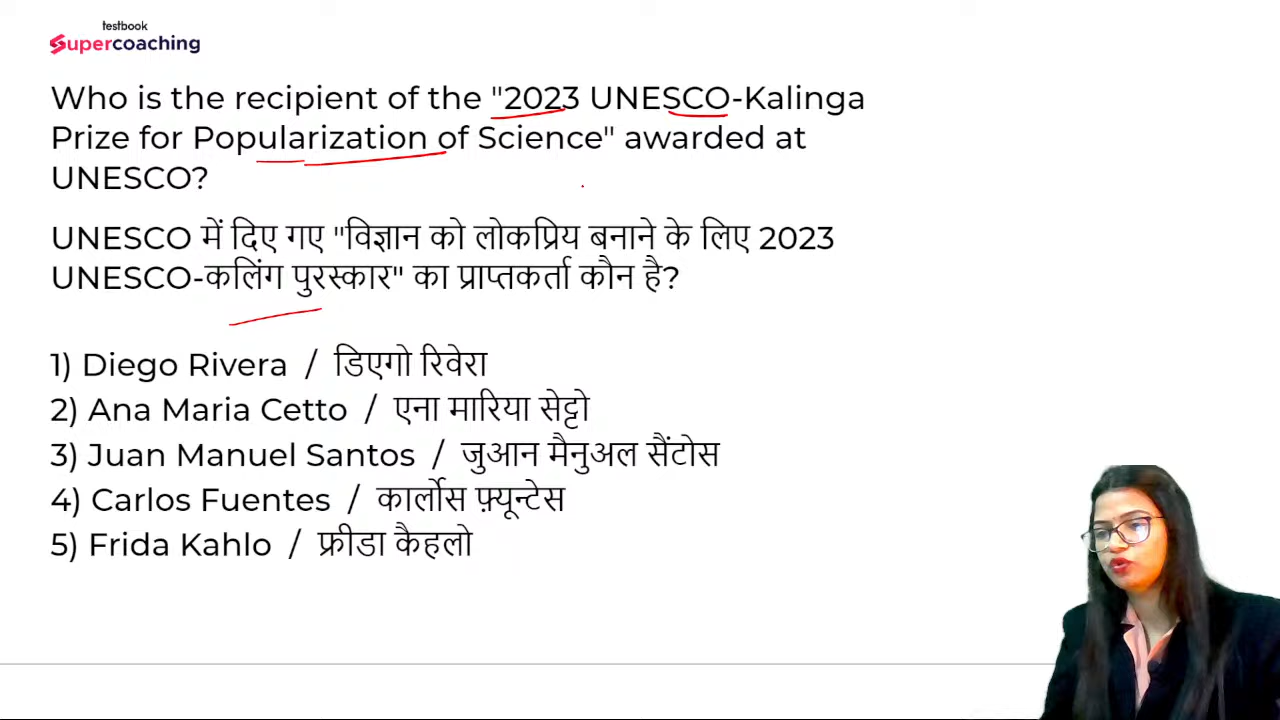 testbook
Supercoaching
Who is the recipient of the "2023 UNESCO-Kalinga
Prize for Popularization of Science" awarded at
UNESCO?
UNESCO में दिए गए "विज्ञान को लोकप्रिय बनाने के लिए 2023
UNESCO-कलिंग पुरस्कार" का प्राप्तकर्ता कौन है?
1) Diego Rivera / डिएगो रिवेरा
2) Ana Maria Cetto / एना मारिया सेट्टो
3) Juan Manuel Santos / जुआन मैनुअल सैंटोस
4) Carlos Fuentes / कार्लोस फ़्यून्टेस
5) Frida Kahlo / फ्रीडा कैहलो